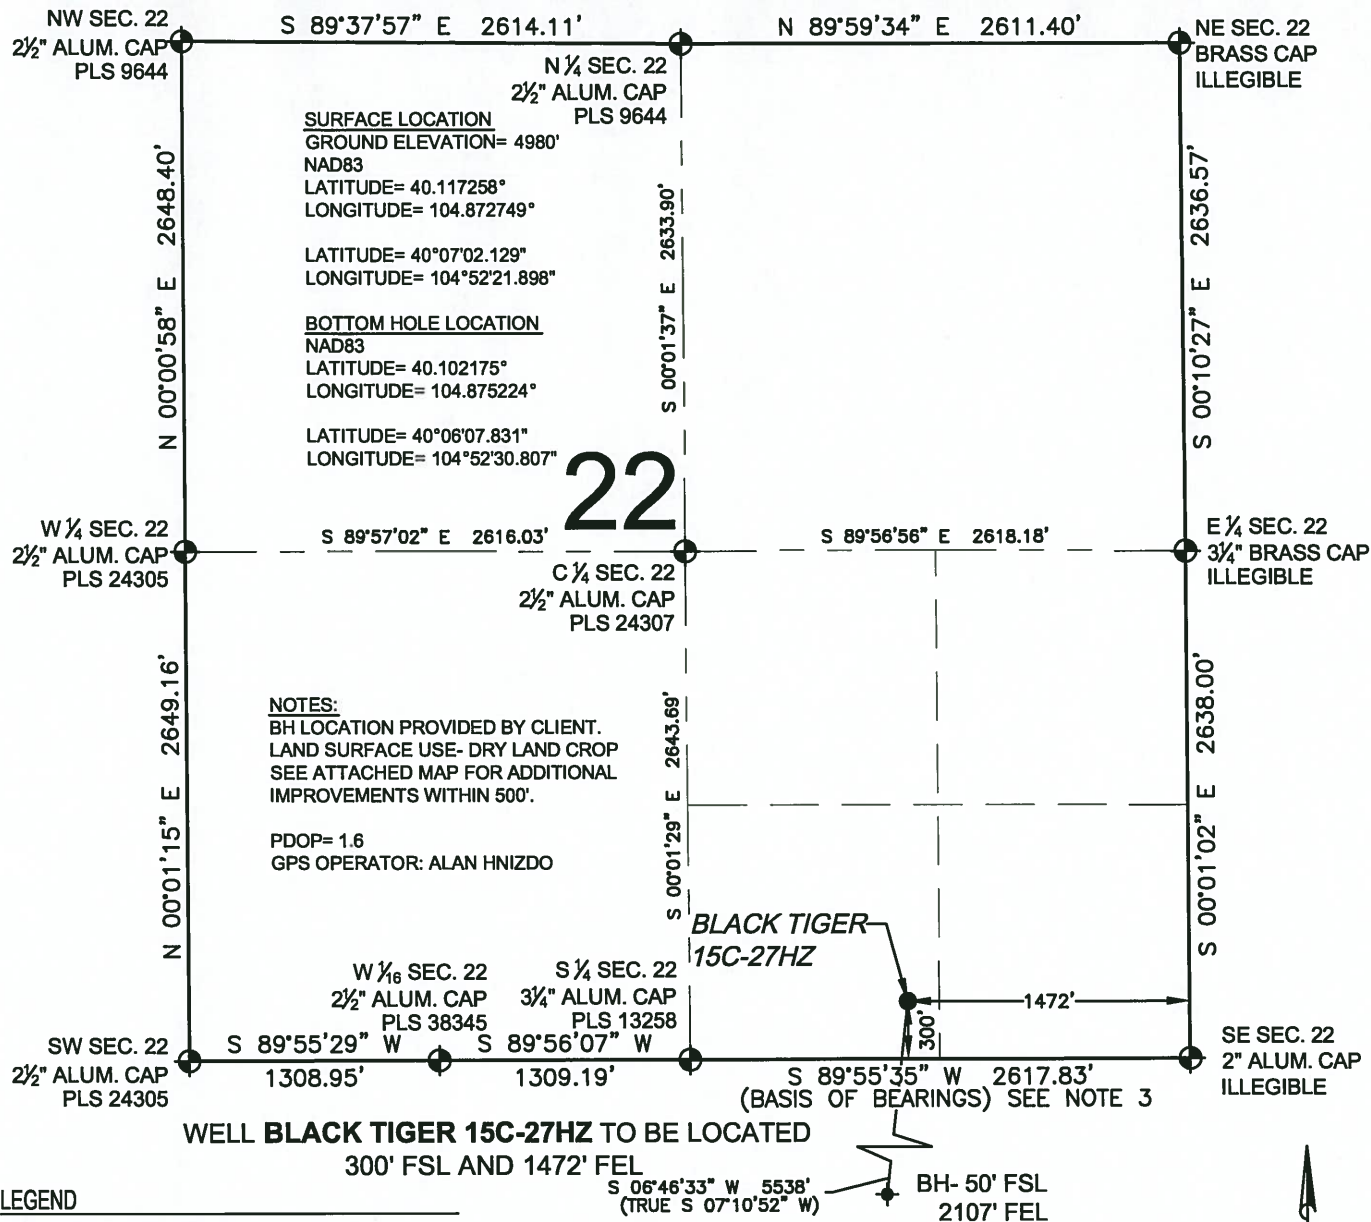 NW SEC. 22
2½" ALUM. CAP
PLS 9644
S 89°37'57" E 2614.11'
N ¼ SEC. 22
2½" ALUM. CAP
PLS 9644
N 89°59'34" E 2611.40'
NE SEC. 22
BRASS CAP
ILLEGIBLE
SURFACE LOCATION
GROUND ELEVATION= 4980'
NAD83
LATITUDE= 40.117258°
LONGITUDE= 104.872749°
LATITUDE= 40°07'02.129"
LONGITUDE= 104°52'21.898"
BOTTOM HOLE LOCATION
NAD83
LATITUDE= 40.102175°
LONGITUDE= 104.875224°
LATITUDE= 40°06'07.831"
LONGITUDE= 104°52'30.807"
N 00°00'58" E 2648.40'
S 00°01'37" E 2633.90'
S 00°10'27" E 2636.57'
22
W ¼ SEC. 22
2½" ALUM. CAP
PLS 24305
S 89°57'02" E 2616.03'
C ¼ SEC. 22
2½" ALUM. CAP
PLS 24307
S 89°56'56" E 2618.18'
E ¼ SEC. 22
3¼" BRASS CAP
ILLEGIBLE
N 00°01'15" E 2649.16'
NOTES:
BH LOCATION PROVIDED BY CLIENT.
LAND SURFACE USE- DRY LAND CROP
SEE ATTACHED MAP FOR ADDITIONAL
IMPROVEMENTS WITHIN 500'.
PDOP= 1.6
GPS OPERATOR: ALAN HNIZDO
S 00°01'29" E 2643.69'
S 00°01'02" E 2638.00'
BLACK TIGER
15C-27HZ
1472'
300'
W 1⁄16 SEC. 22
2½" ALUM. CAP
PLS 38345
S ¼ SEC. 22
3¼" ALUM. CAP
PLS 13258
SW SEC. 22
2½" ALUM. CAP
PLS 24305
S 89°55'29" W
1308.95'
S 89°56'07" W
1309.19'
S 89°55'35" W 2617.83'
(BASIS OF BEARINGS) SEE NOTE 3
SE SEC. 22
2" ALUM. CAP
ILLEGIBLE
WELL BLACK TIGER 15C-27HZ TO BE LOCATED
300' FSL AND 1472' FEL
S 06°46'33" W 5538'
(TRUE S 07°10'52" W)
BH- 50' FSL
2107' FEL
LEGEND